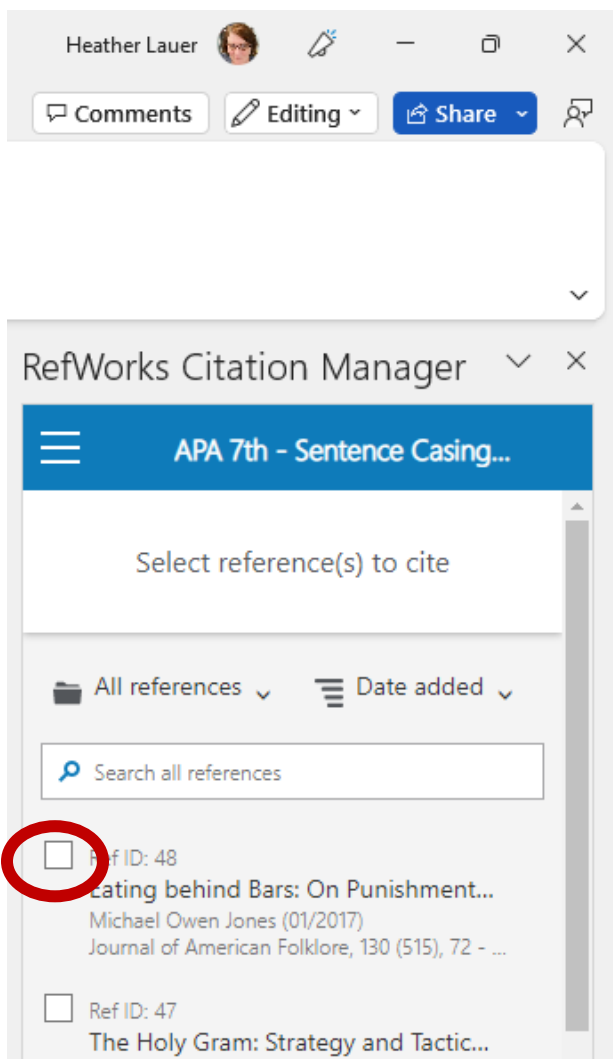 Heather Lauer
Comments Editing Share
RefWorks Citation Manager
APA 7th - Sentence Casing...
Select reference(s) to cite
All references Date added
Search all references
Ref ID: 48
Eating behind Bars: On Punishment...
Michael Owen Jones (01/2017)
Journal of American Folklore, 130 (515), 72 - ...
Ref ID: 47
The Holy Gram: Strategy and Tactic...